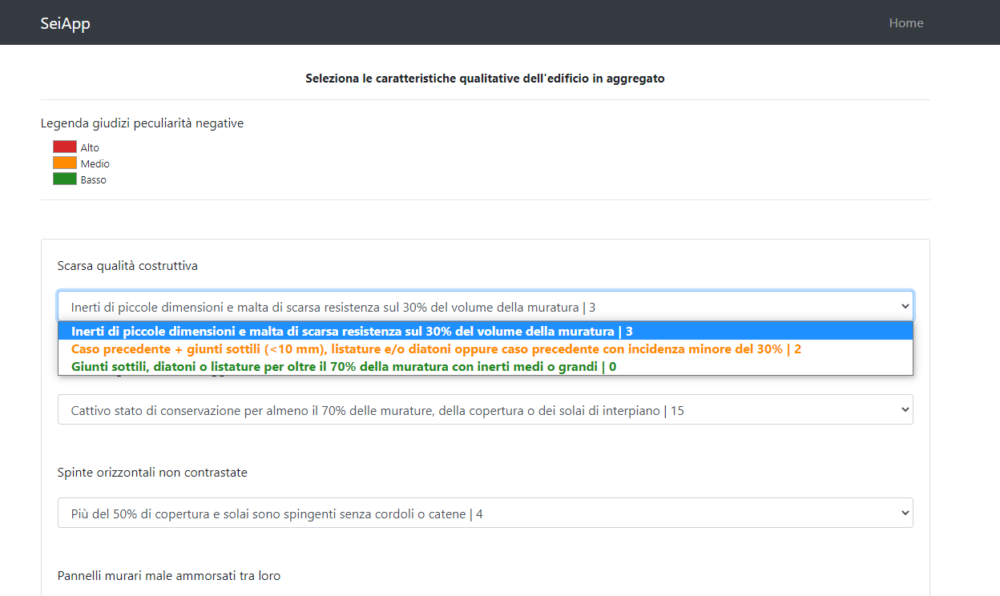 SeiApp
Home
Seleziona le caratteristiche qualitative dell'edificio in aggregato
Legenda giudizi peculiarità negative
Alto
Medio
Basso
Scarsa qualità costruttiva
Inerti di piccole dimensioni e malta di scarsa resistenza sul 30% del volume della muratura | 3
Inerti di piccole dimensioni e malta di scarsa resistenza sul 30% del volume della muratura | 3
Caso precedente + giunti sottili (<10 mm), listature e/o diatoni oppure caso precedente con incidenza minore del 30% | 2
Giunti sottili, diatoni o listature per oltre il 70% della muratura con inerti medi o grandi | 0
Cattivo stato di conservazione per almeno il 70% delle murature, della copertura o dei solai di interpiano | 15
Spinte orizzontali non contrastate
Più del 50% di copertura e solai sono spingenti senza cordoli o catene | 4
Pannelli murari male ammorsati tra loro